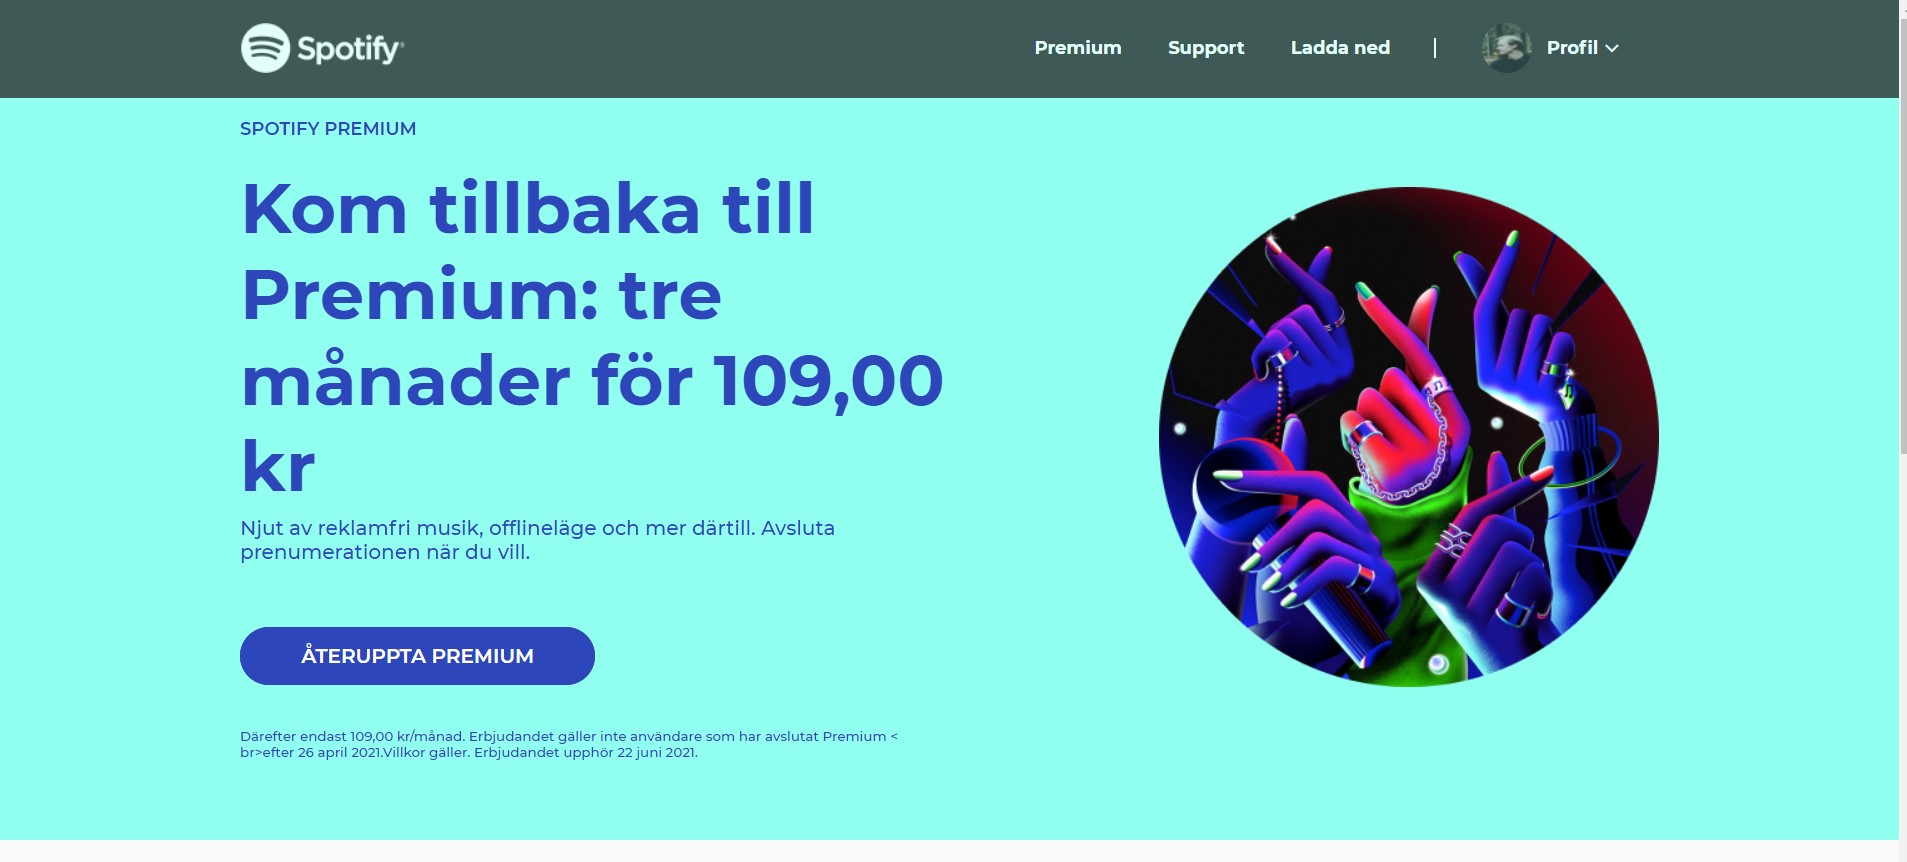 Spotify
Premium
Support
Ladda ned
Profil
SPOTIFY PREMIUM
Kom tillbaka till
Premium: tre
månader för 109,00
kr
Njut av reklamfri musik, offlineläge och mer därtill. Avsluta
prenumerationen när du vill.
ÅTERUPPTA PREMIUM
Därefter endast 109,00 kr/månad. Erbjudandet gäller inte användare som har avslutat Premium <
br>efter 26 april 2021.Villkor gäller. Erbjudandet upphör 22 juni 2021.